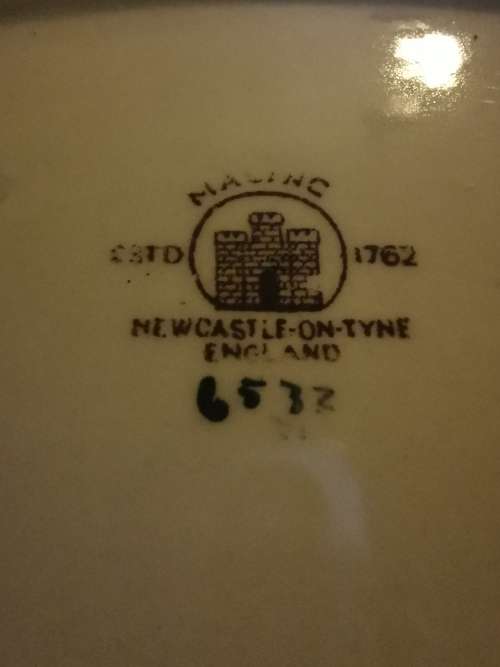 MALING
ESTD 1762
NEWCASTLE-ON-TYNE
ENGLAND
6532